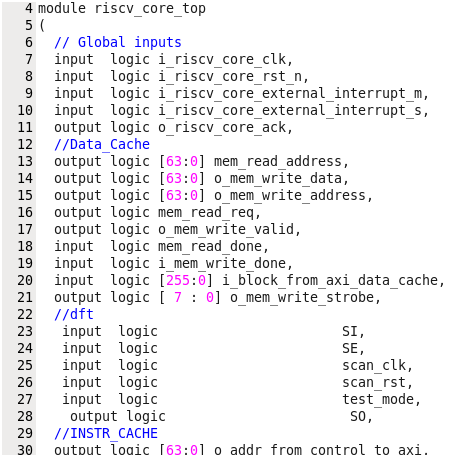 4 module riscv_core_top
5 (
6 // Global inputs
7 input  logic i_riscv_core_clk,
8 input  logic i_riscv_core_rst_n,
9 input  logic i_riscv_core_external_interrupt_m,
10 input  logic i_riscv_core_external_interrupt_s,
11 output logic o_riscv_core_ack,
12 //Data_Cache
13 output logic [63:0] mem_read_address,
14 output logic [63:0] o_mem_write_data,
15 output logic [63:0] o_mem_write_address,
16 output logic mem_read_req,
17 output logic o_mem_write_valid,
18 input  logic mem_read_done,
19 input  logic i_mem_write_done,
20 input  logic [255:0] i_block_from_axi_data_cache,
21 output logic [ 7 : 0] o_mem_write_strobe,
22 //dft
23 input  logic                       SI,
24 input  logic                       SE,
25 input  logic                       scan_clk,
26 input  logic                       scan_rst,
27 input  logic                       test_mode,
28 output logic                       SO,
29 //INSTR_CACHE
30 output logic [63:0] o_addr_from_control_to_axi,